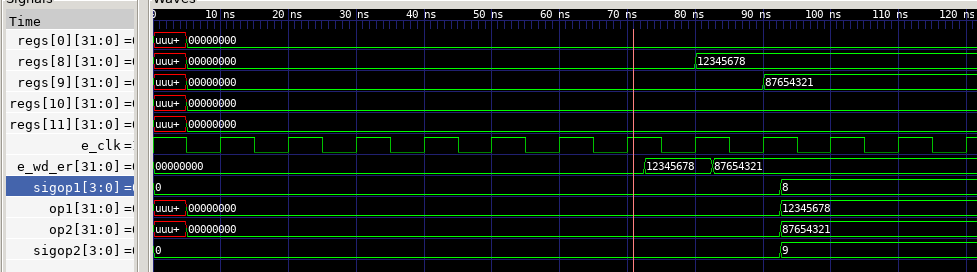 Signals Waves
Time 0 10 ns 20 ns 30 ns 40 ns 50 ns 60 ns 70 ns 80 ns 90 ns 100 ns 110 ns 120 ns
regs[0][31:0] =( uuu+ 00000000
regs[8][31:0] =( uuu+ 00000000 12345678
regs[9][31:0] =( uuu+ 00000000 87654321
regs[10][31:0] =( uuu+ 00000000
regs[11][31:0] =( uuu+ 00000000
e_clk =
e_wd_er[31:0] =( 00000000 12345678 87654321
sigop1[3:0] =( 0 8
op1[31:0] =( uuu+ 00000000 12345678
op2[31:0] =( uuu+ 00000000 87654321
sigop2[3:0] =( 0 9